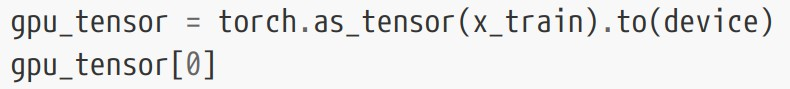 gpu_tensor = torch.as_tensor(x_train).to(device)
gpu_tensor[0]